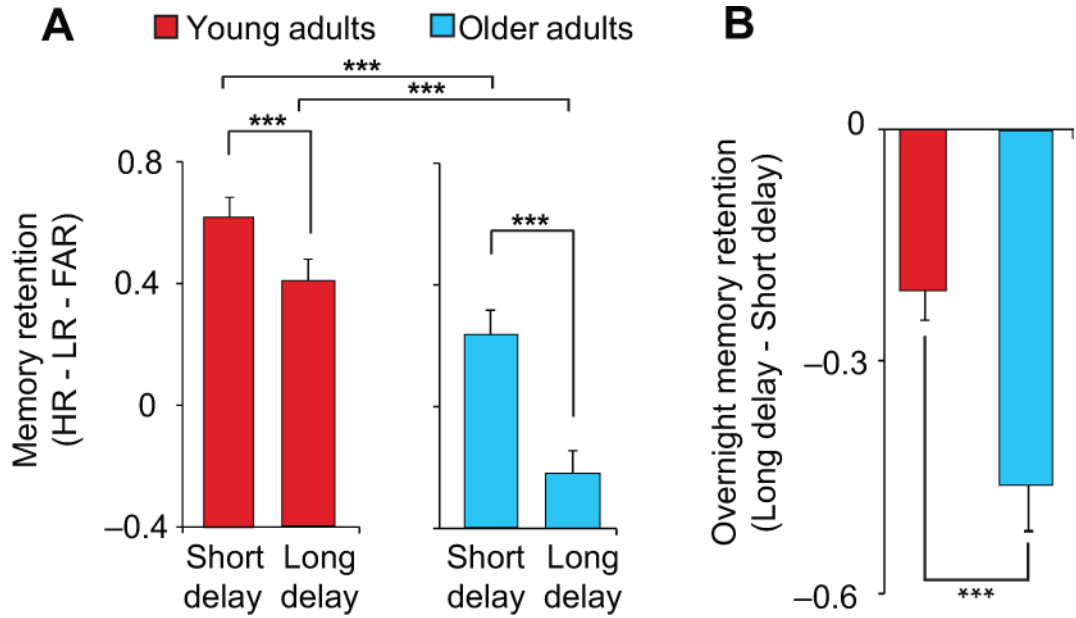 A
Young adults
Older adults
***
***
***
0.8
0.4
0
–0.4
Memory retention
(HR - LR - FAR)
Short
delay
Long
delay
***
Short
delay
Long
delay
B
0
–0.3
–0.6
Overnight memory retention
(Long delay - Short delay)
***